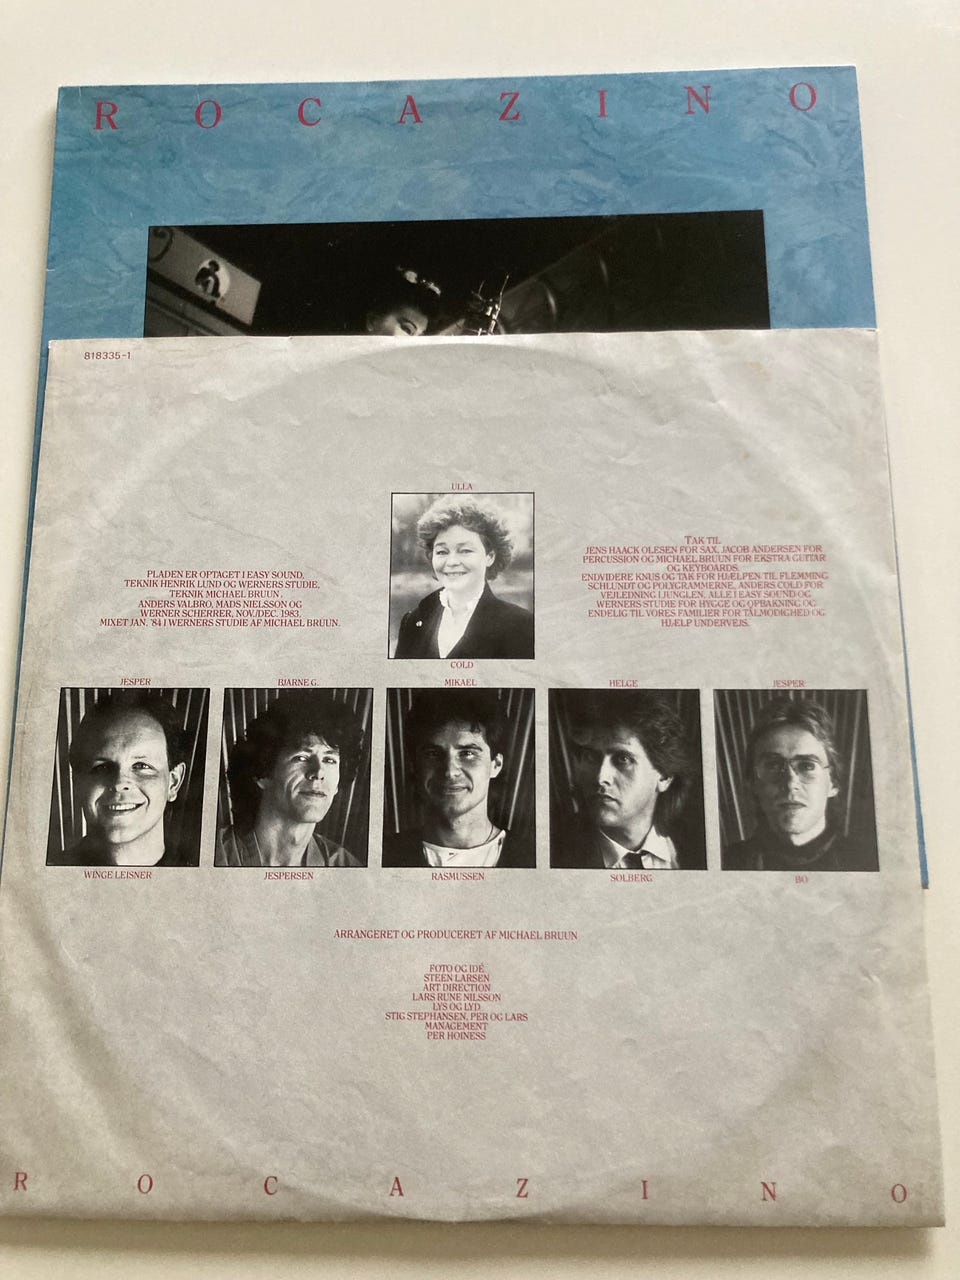 R O C A Z I N O
818335-1
ULLA
COLD
PLADEN ER OPTAGET I EASY SOUND,
TEKNIK HENRIK LUND OG WERNERS STUDIE,
TEKNIK MICHAEL BRUUN,
ANDERS VALBRO, MADS NIELSSON OG
WERNER SCHERRER, NOV./DEC. 1983.
MIXET JAN. '84 I WERNERS STUDIE AF MICHAEL BRUUN.
TAK TIL
JENS HAACK OLESEN FOR SAX, JACOB ANDERSEN FOR
PERCUSSION OG MICHAEL BRUUN FOR EKSTRA GUITAR
OG KEYBOARDS.
ENDVIDERE KNUS OG TAK FOR HJÆLPEN TIL FLEMMING
SCHLUNDT OG POLYGRAMMERNE, ANDERS COLD FOR
VEJLEDNING I JUNGLEN, ALLE I EASY SOUND OG
WERNERS STUDIE FOR HYGGE OG OPBAKNING OG
ENDELIG TIL VORES FAMILIER FOR TÅLMODIGHED OG
HJÆLP UNDERVEJS.
JESPER
WINGE LEISNER
BJARNE G.
JESPERSEN
MIKAEL
RASMUSSEN
HELGE
SOLBERG
JESPER
BO
ARRANGERET OG PRODUCERET AF MICHAEL BRUUN
FOTO OG IDÉ
STEEN LARSEN
ART DIRECTION
LARS RUNE NILSSON
LYS OG LYD
STIG STEPHANSEN, PER OG LARS
MANAGEMENT
PER HOINESS
R O C A Z I N O